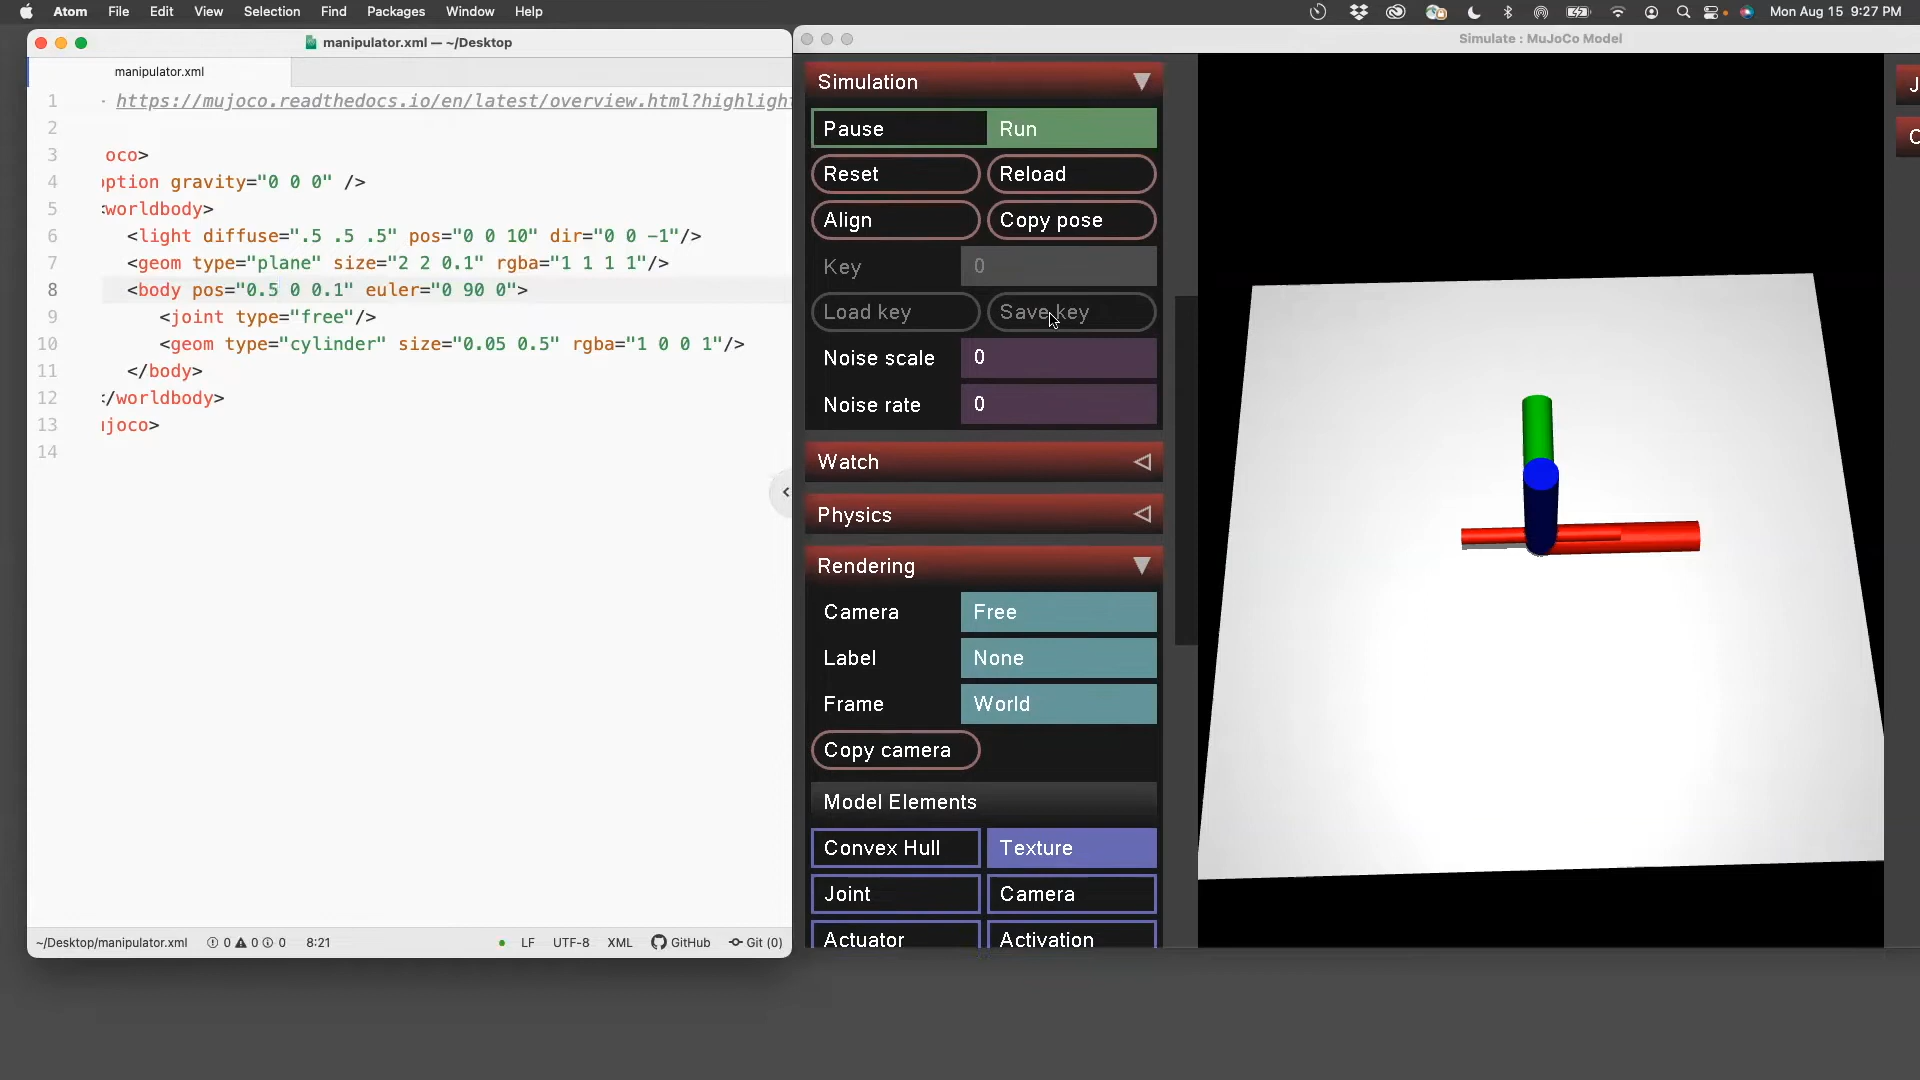 Atom File Edit View Selection Find Packages Window Help
Mon Aug 15 9:27 PM
manipulator.xml — ~/Desktop
manipulator.xml
1 https://mujoco.readthedocs.io/en/latest/overview.html?highlight
2
3 oco>
4 option gravity="0 0 0" />
5 <worldbody>
6 <light diffuse=".5 .5 .5" pos="0 0 10" dir="0 0 -1"/>
7 <geom type="plane" size="2 2 0.1" rgba="1 1 1 1"/>
8 <body pos="0.5 0 0.1" euler="0 90 0">
9 <joint type="free"/>
10 <geom type="cylinder" size="0.05 0.5" rgba="1 0 0 1"/>
11 </body>
12 </worldbody>
13 ujoco>
14
~/Desktop/manipulator.xml 0 0 0 8:21 LF UTF-8 XML GitHub Git (0)
Simulate : MuJoCo Model
Simulation
Pause Run
Reset Reload
Align Copy pose
Key 0
Load key Save key
Noise scale 0
Noise rate 0
Watch
Physics
Rendering
Camera Free
Label None
Frame World
Copy camera
Model Elements
Convex Hull Texture
Joint Camera
Actuator Activation
J
C